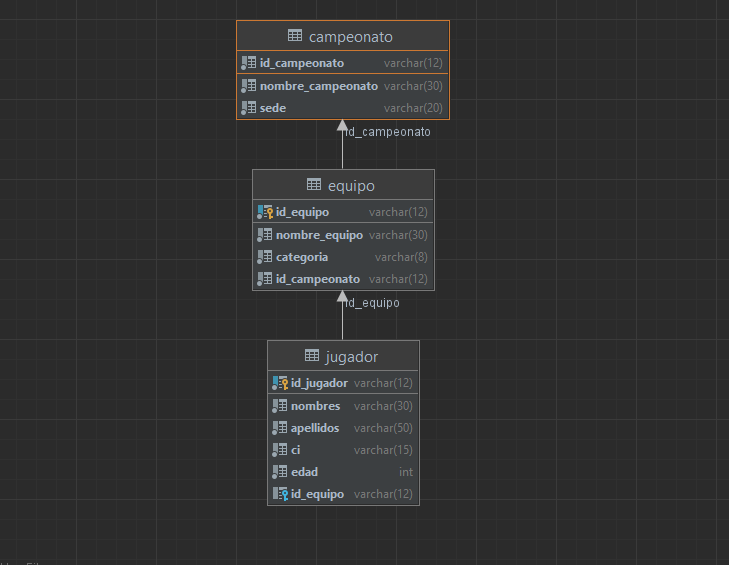 campeonato
id_campeonato varchar(12)
nombre_campeonato varchar(30)
sede varchar(20)
id_campeonato
equipo
id_equipo varchar(12)
nombre_equipo varchar(30)
categoria varchar(8)
id_campeonato varchar(12)
id_equipo
jugador
id_jugador varchar(12)
nombres varchar(30)
apellidos varchar(50)
ci varchar(15)
edad int
id_equipo varchar(12)